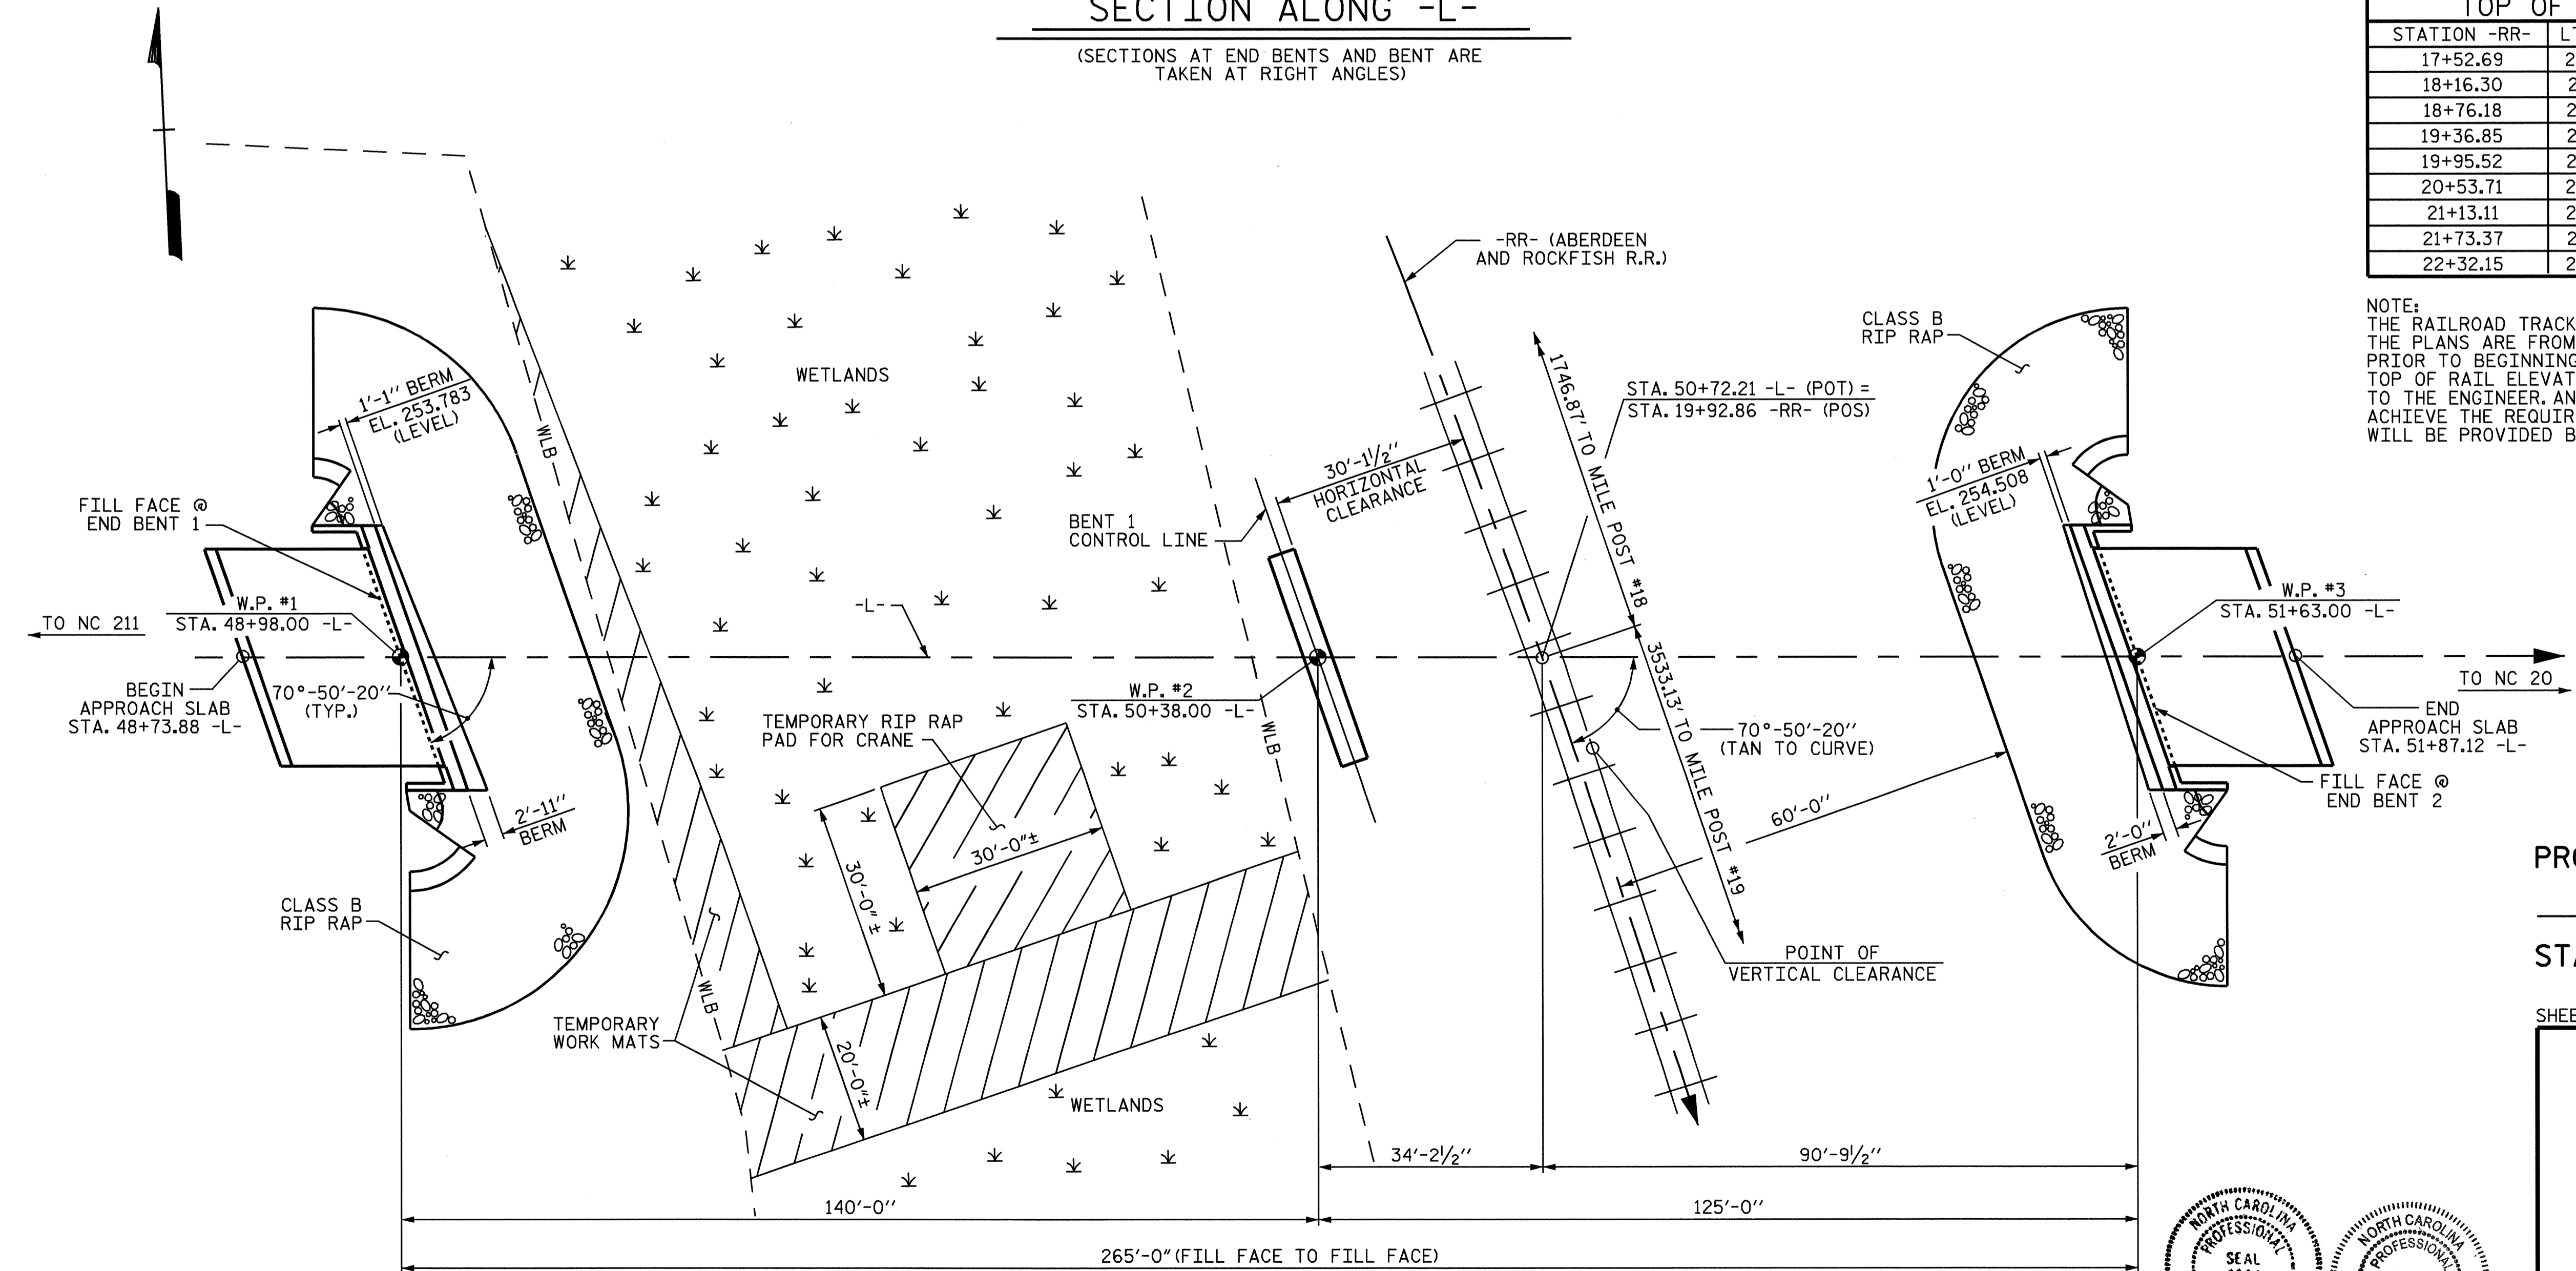 SECTION ALONG -L-
(SECTIONS AT END BENTS AND BENT ARE
TAKEN AT RIGHT ANGLES)
TOP OF
STATION -RR-
17+52.69
18+16.30
18+76.18
19+36.85
19+95.52
20+53.71
21+13.11
21+73.37
22+32.15
NOTE:
THE RAILROAD TRACK
THE PLANS ARE FROM
PRIOR TO BEGINNING
TOP OF RAIL ELEVAT
TO THE ENGINEER. AN
ACHIEVE THE REQUIR
WILL BE PROVIDED B
-RR- (ABERDEEN
AND ROCKFISH R.R.)
CLASS B
RIP RAP
WETLANDS
1'-1" BERM
EL. 253.783
(LEVEL)
WLB
1746.87' TO MILE POST #18
STA. 50+72.21 -L- (POT) =
STA. 19+92.86 -RR- (POS)
30'-1½"
HORIZONTAL
CLEARANCE
1'-0" BERM
EL. 254.508
(LEVEL)
FILL FACE @
END BENT 1
BENT 1
CONTROL LINE
W.P. #1
STA. 48+98.00 -L-
-L-
W.P. #3
STA. 51+63.00 -L-
TO NC 211
TO NC 20
BEGIN
APPROACH SLAB
STA. 48+73.88 -L-
70°-50'-20"
(TYP.)
W.P. #2
STA. 50+38.00 -L-
WLB
3533.13' TO MILE POST #19
70°-50'-20"
(TAN TO CURVE)
END
APPROACH SLAB
STA. 51+87.12 -L-
TEMPORARY RIP RAP
PAD FOR CRANE
FILL FACE @
END BENT 2
2'-11"
BERM
30'-0"±
30'-0"±
60'-0"
2'-0"
BERM
CLASS B
RIP RAP
POINT OF
VERTICAL CLEARANCE
WLB
TEMPORARY
WORK MATS
20'-0"±
WETLANDS
PRO
STA
SHEE
34'-2½"
90'-9½"
140'-0"
125'-0"
265'-0" (FILL FACE TO FILL FACE)
NORTH CAROLINA
PROFESSIONAL
SEAL
NORTH CAROLINA
PROFESSIONAL